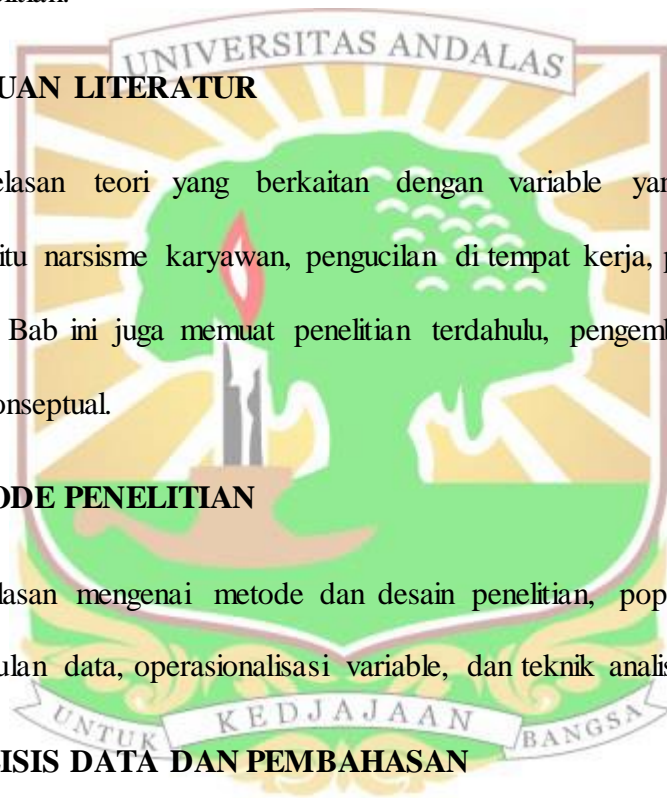 UNIVERSITAS ANDALAS
UAN LITERATUR
elasan teori yang berkaitan dengan variable yan
itu narsisme karyawan, pengucilan di tempat kerja, p
Bab ini juga memuat penelitian terdahulu, pengemb
onseptual.
ODE PENELITIAN
lasan mengenai metode dan desain penelitian, pop
ulan data, operasionalisasi variable, dan teknik analis
UNTUK KEDJAJAAN BANGSA
ISIS DATA DAN PEMBAHASAN